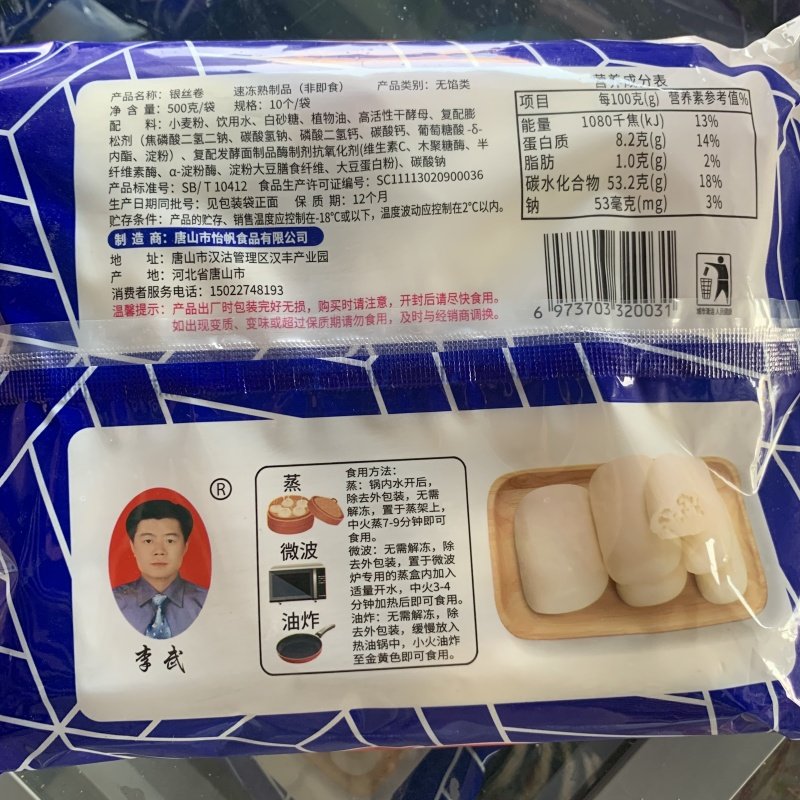 产品名称：银丝卷 速冻熟制品（非即食） 产品类别：无馅类
净 含 量：500克/袋 规格：10个/袋
配 料：小麦粉、饮用水、白砂糖、植物油、高活性干酵母、复配膨
松剂（焦磷酸二氢二钠、碳酸氢钠、磷酸二氢钙、碳酸钙、葡萄糖酸-δ-
内酯、淀粉）、复配发酵面制品酶制剂抗氧化剂(维生素C、木聚糖酶、半
纤维素酶、α-淀粉酶、淀粉大豆膳食纤维、大豆蛋白粉）、碳酸钠
产品标准号：SB/T 10412 食品生产许可证编号：SC11113020900036
生产日期同批号：见包装袋正面 保 质 期：12个月
贮存条件：产品的贮存、销售温度应控制在-18℃或以下，温度波动应控制在2℃以内。
制 造 商：唐山市怡帆食品有限公司
地 址：唐山市汉沽管理区汉丰产业园
产 地：河北省唐山市
消费者服务电话：15022748193
温馨提示：产品出厂时包装完好无损，购买时请注意，开封后请尽快食用。
如出现变质、变味或超过保质期请勿食用，及时与经销商调换。
营养成分表
项目 每100克(g) 营养素参考值%
能量 1080千焦(kJ) 13%
蛋白质 8.2克(g) 14%
脂肪 1.0克(g) 2%
碳水化合物 53.2克(g) 18%
钠 53毫克(mg) 3%
6 973703 320031
®
李武
蒸
微波
油炸
食用方法：
蒸：锅内水开后，
除去外包装，无需
解冻，置于蒸架上，
中火蒸7-9分钟即可
食用。
微波：无需解冻，除
去外包装，置于微波
炉专用的蒸盒内加入
适量开水，中火3-4
分钟加热后即可食用。
油炸：无需解冻，除
去外包装，缓慢放入
热油锅中，小火油炸
至金黄色即可食用。